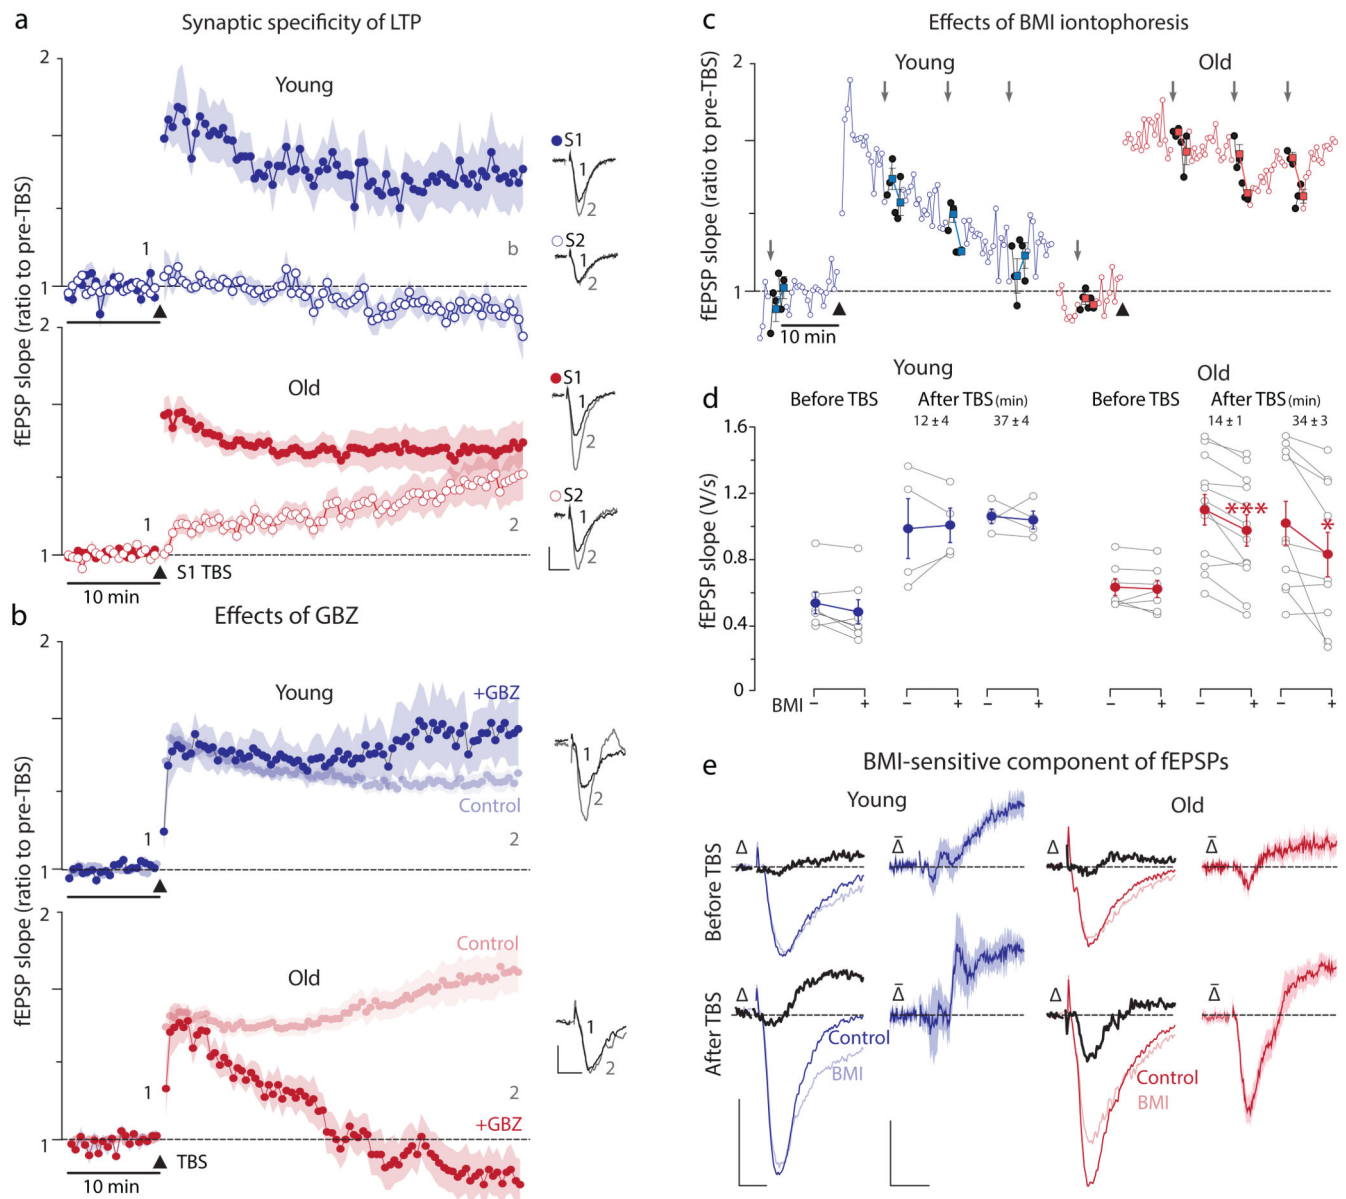 a
Synaptic specificity of LTP
2
Young
S1
1
2
fEPSP slope (ratio to pre-TBS)
1
b
S2
1
2
1
2
Old
S1
1
2
S2
1
2
1
2
1
S1 TBS
10 min
b
Effects of GBZ
2
Young
+GBZ
1
2
fEPSP slope (ratio to pre-TBS)
Control
1
2
1
2
Control
Old
1
2
1
2
+GBZ
1
TBS
10 min
c
Effects of BMI iontophoresis
2
Young
Old
fEPSP slope (ratio to pre-TBS)
1
10 min
d
Young
Old
Before TBS
After TBS (min)
Before TBS
After TBS (min)
12 ± 4
37 ± 4
14 ± 1
34 ± 3
fEPSP slope (V/s)
1.6
1.2
0.8
0.4
0
***
*
BMI
- + - + - + - + - + - +
e
BMI-sensitive component of fEPSPs
Young
Old
Before TBS
Δ
Δ̅
Δ
Δ̅
After TBS
Δ
Δ̅
Δ
Δ̅
Control
BMI
Control
BMI